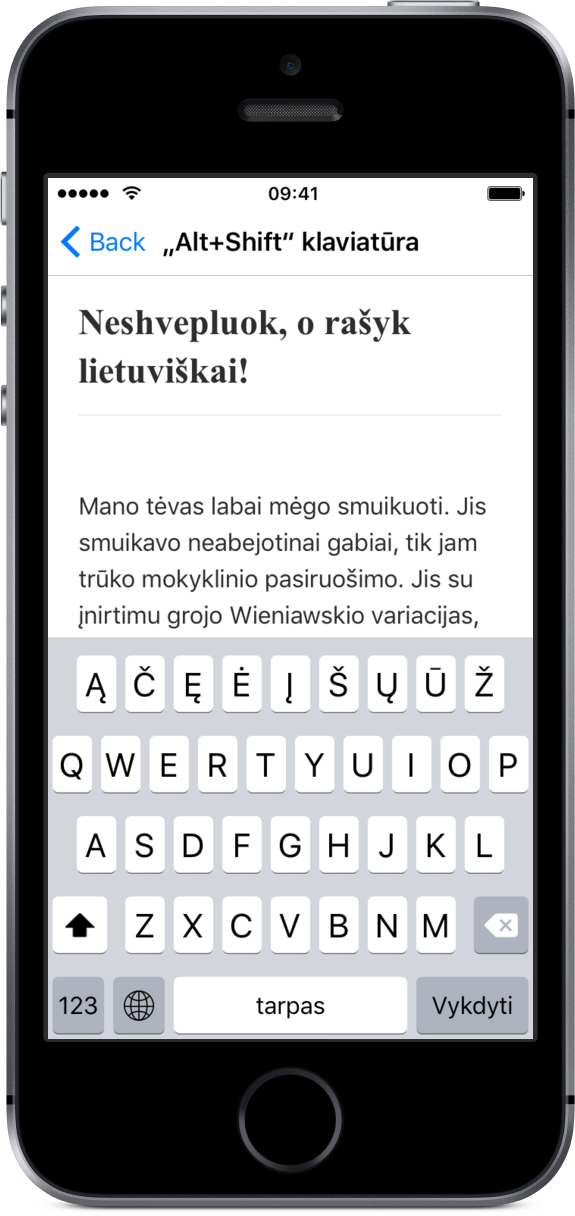 09:41
Back „Alt+Shift“ klaviatūra
Neshvepluok, o rašyk
lietuviškai!
Mano tėvas labai mėgo smuikuoti. Jis
smuikavo neabejotinai gabiai, tik jam
trūko mokyklinio pasiruošimo. Jis su
įnirtimu grojo Wieniawskio variacijas,
Ą Č Ę Ė Į Š Ų Ū Ž
Q W E R T Y U I O P
A S D F G H J K L
Z X C V B N M
123 tarpas Vykdyti